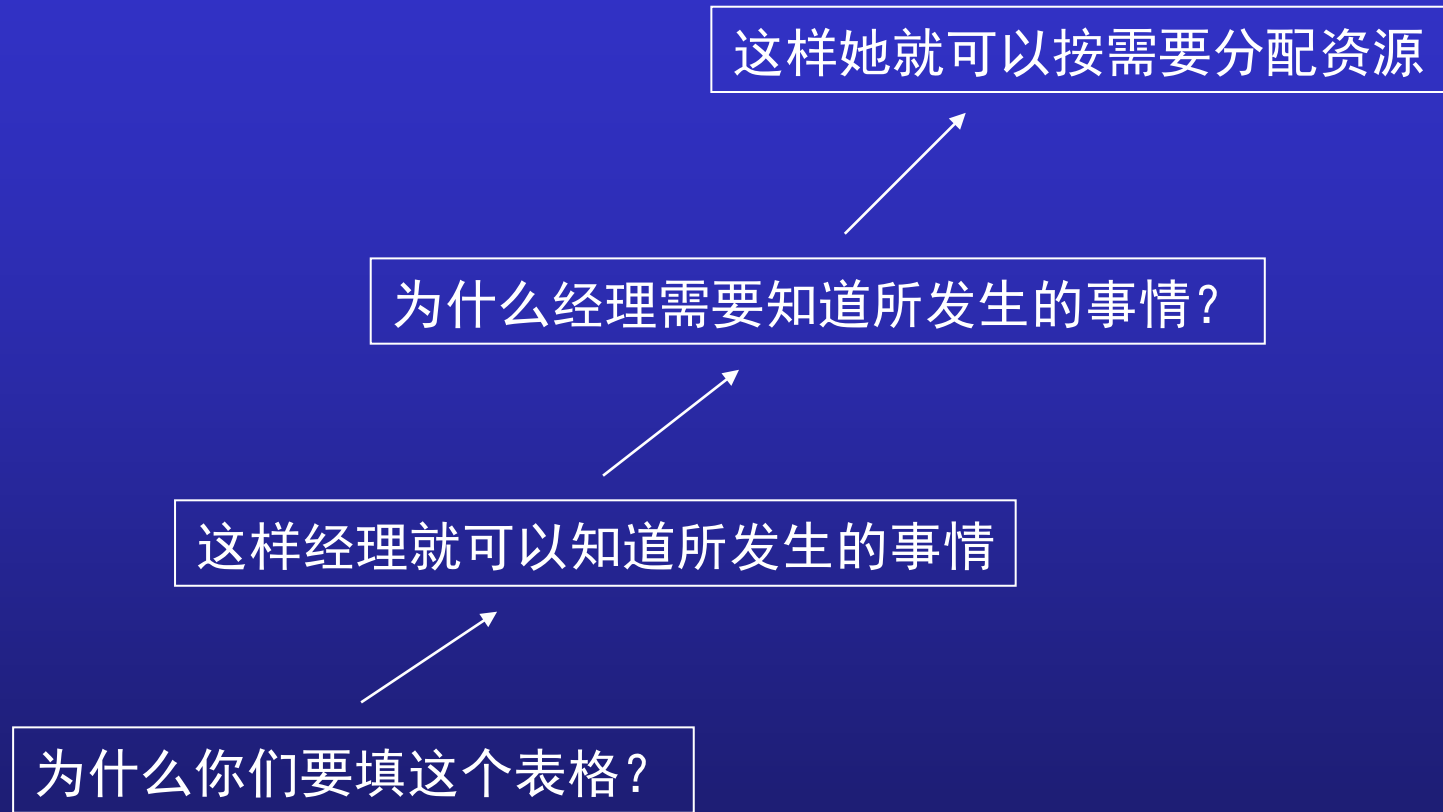 这样她就可以按需要分配资源
为什么经理需要知道所发生的事情？
这样经理就可以知道所发生的事情
为什么你们要填这个表格？